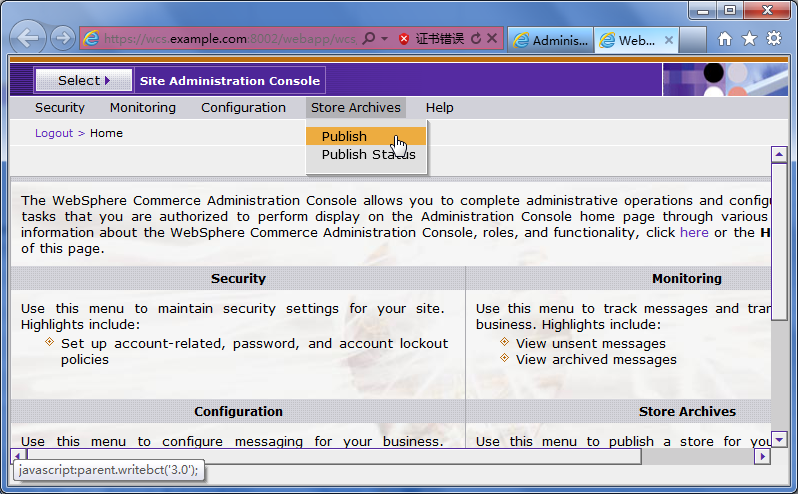 https://wcs.example.com:8002/webapp/wcs
证书错误
Adminis...
Web...
Select
Site Administration Console
Security
Monitoring
Configuration
Store Archives
Help
Logout > Home
Publish
Publish Status
The WebSphere Commerce Administration Console allows you to complete administrative operations and config
tasks that you are authorized to perform display on the Administration Console home page through various
information about the WebSphere Commerce Administration Console, roles, and functionality, click here or the H
of this page.
Security
Monitoring
Use this menu to maintain security settings for your site.
Highlights include:
Set up account-related, password, and account lockout
policies
Use this menu to track messages and tran
business. Highlights include:
View unsent messages
View archived messages
Configuration
Store Archives
Use this menu to configure messaging for your business.
Use this menu to publish a store for you
javascript:parent.writebct('3.0');